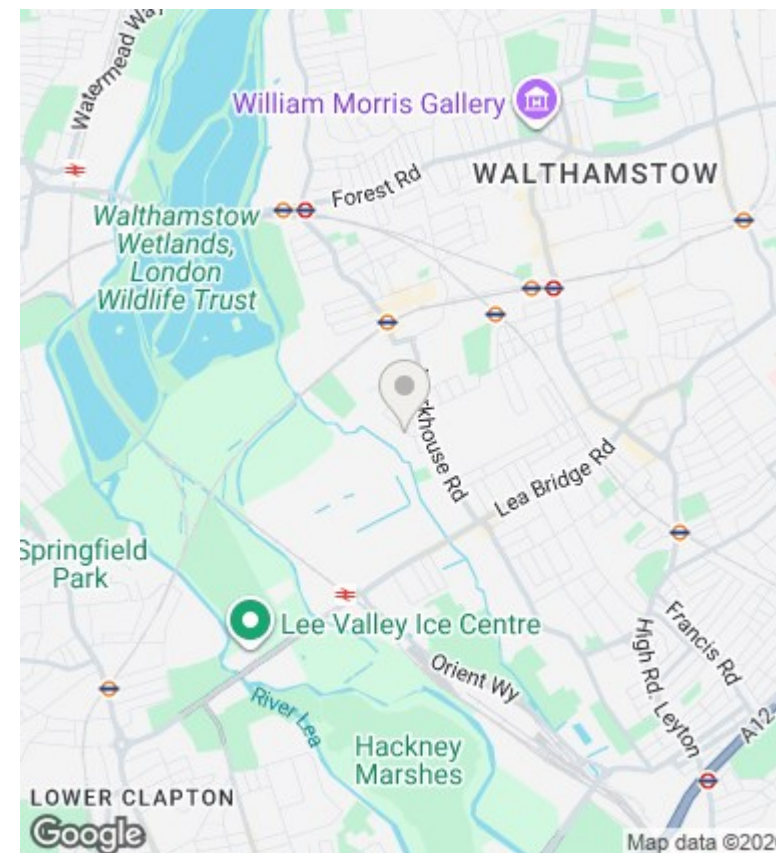 Watermead Way
William Morris Gallery
WALTHAMSTOW
Forest Rd
Walthamstow
Wetlands,
London
Wildlife Trust
rkhouse Rd
Lea Bridge Rd
Springfield
Park
Lee Valley Ice Centre
Francis Rd
High Rd. Leyton
Orient Wy
River Lea
A12
Hackney
Marshes
LOWER CLAPTON
Google
Map data ©202